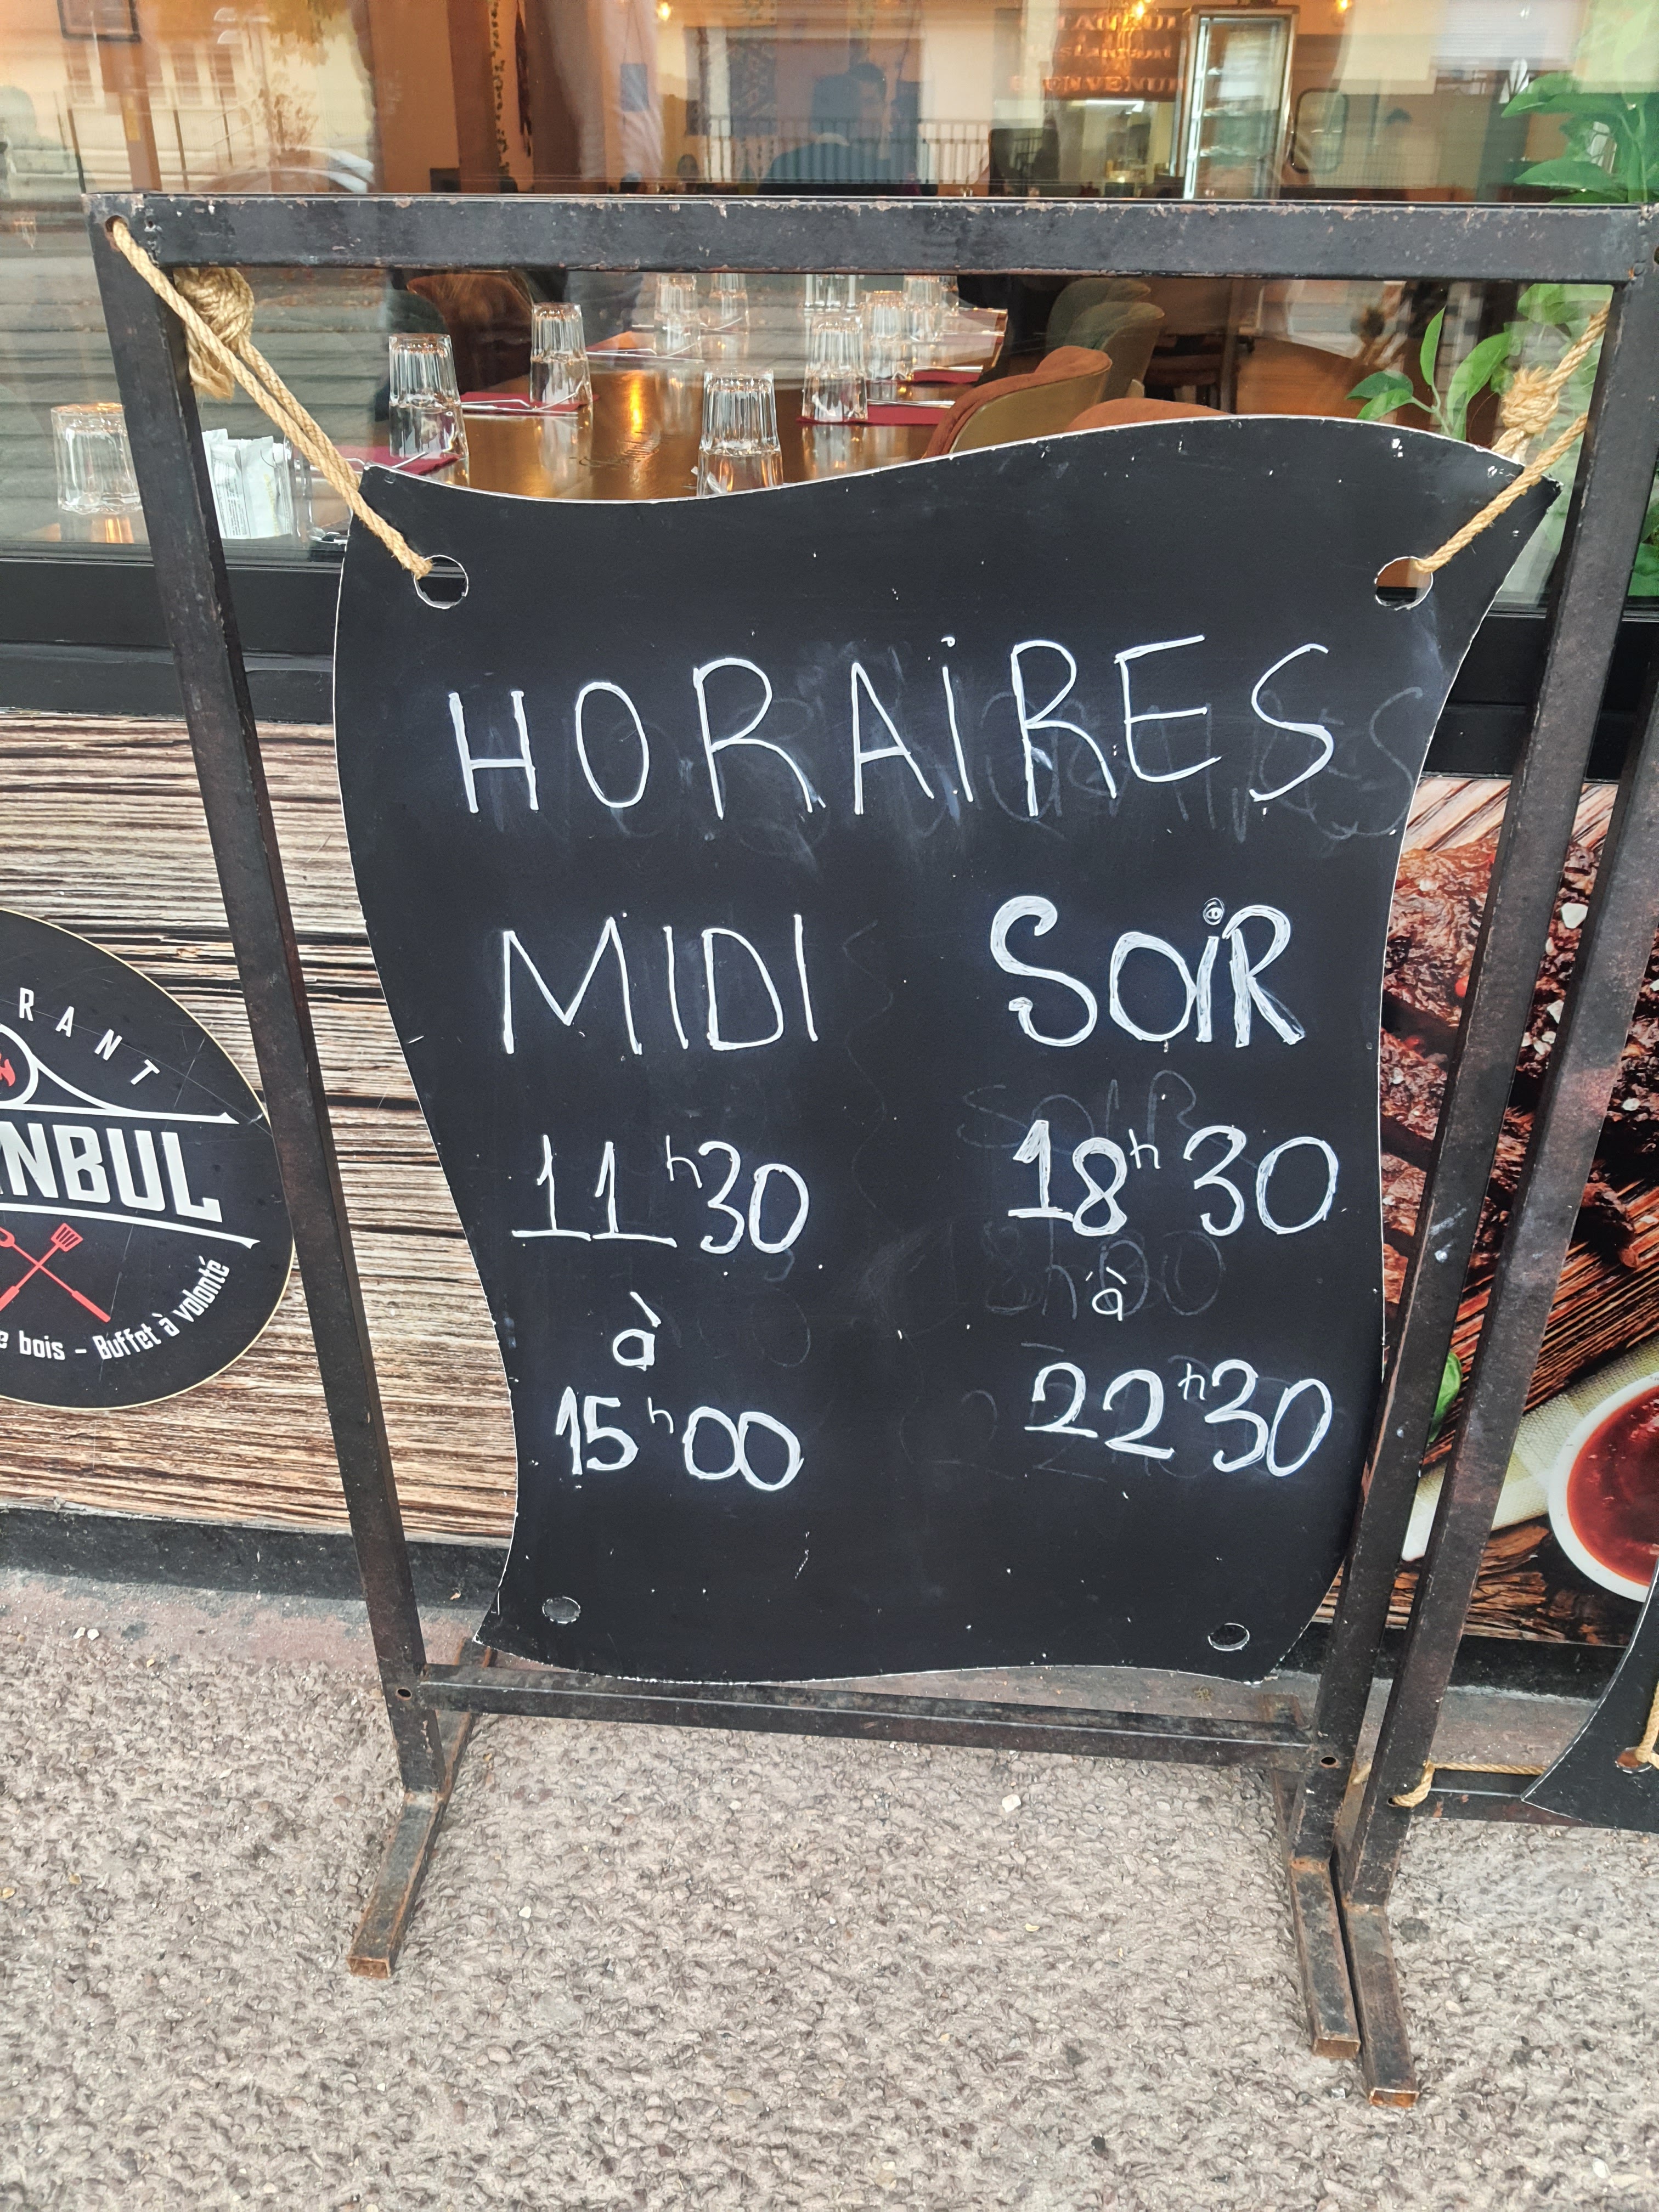 HORAIRES
MIDI SOIR
11h30 18h30
à à
15h00 22h30
RANT
NBUL
e bois - Buffet à volonté